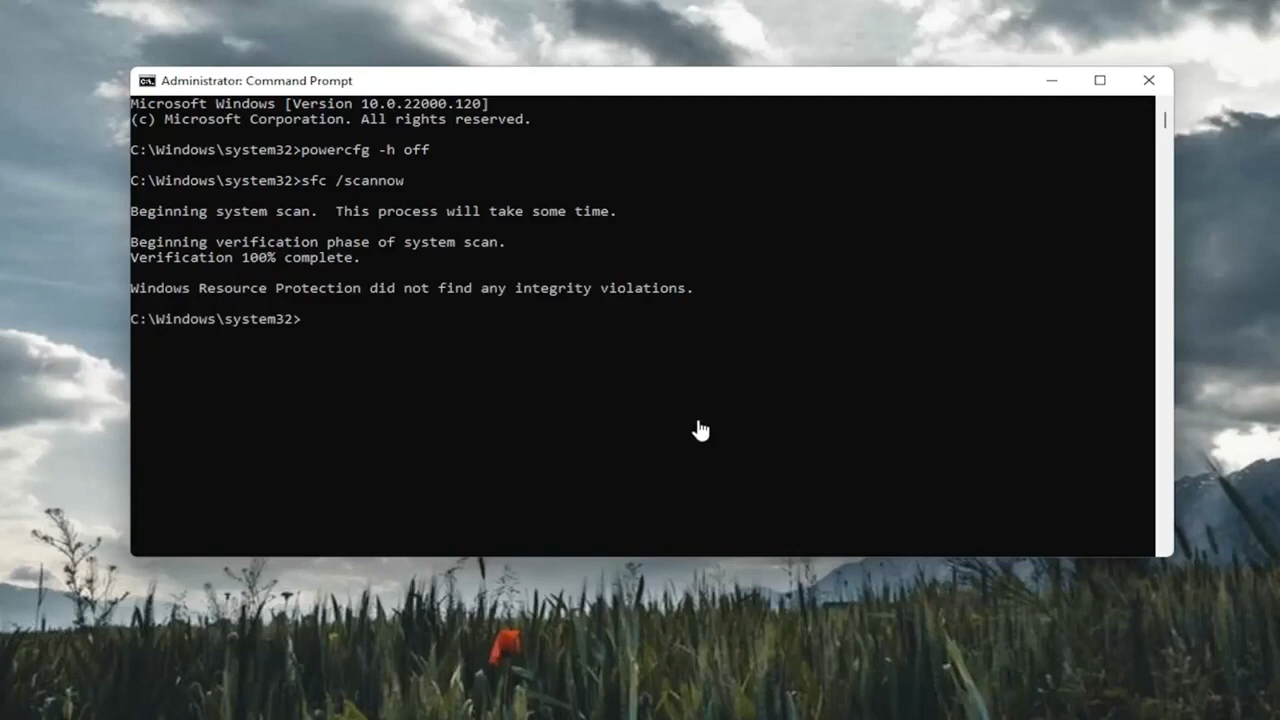 Administrator: Command Prompt
Microsoft Windows [Version 10.0.22000.120]
(c) Microsoft Corporation. All rights reserved.
C:\Windows\system32>powercfg -h off
C:\Windows\system32>sfc /scannow
Beginning system scan.  This process will take some time.
Beginning verification phase of system scan.
Verification 100% complete.
Windows Resource Protection did not find any integrity violations.
C:\Windows\system32>